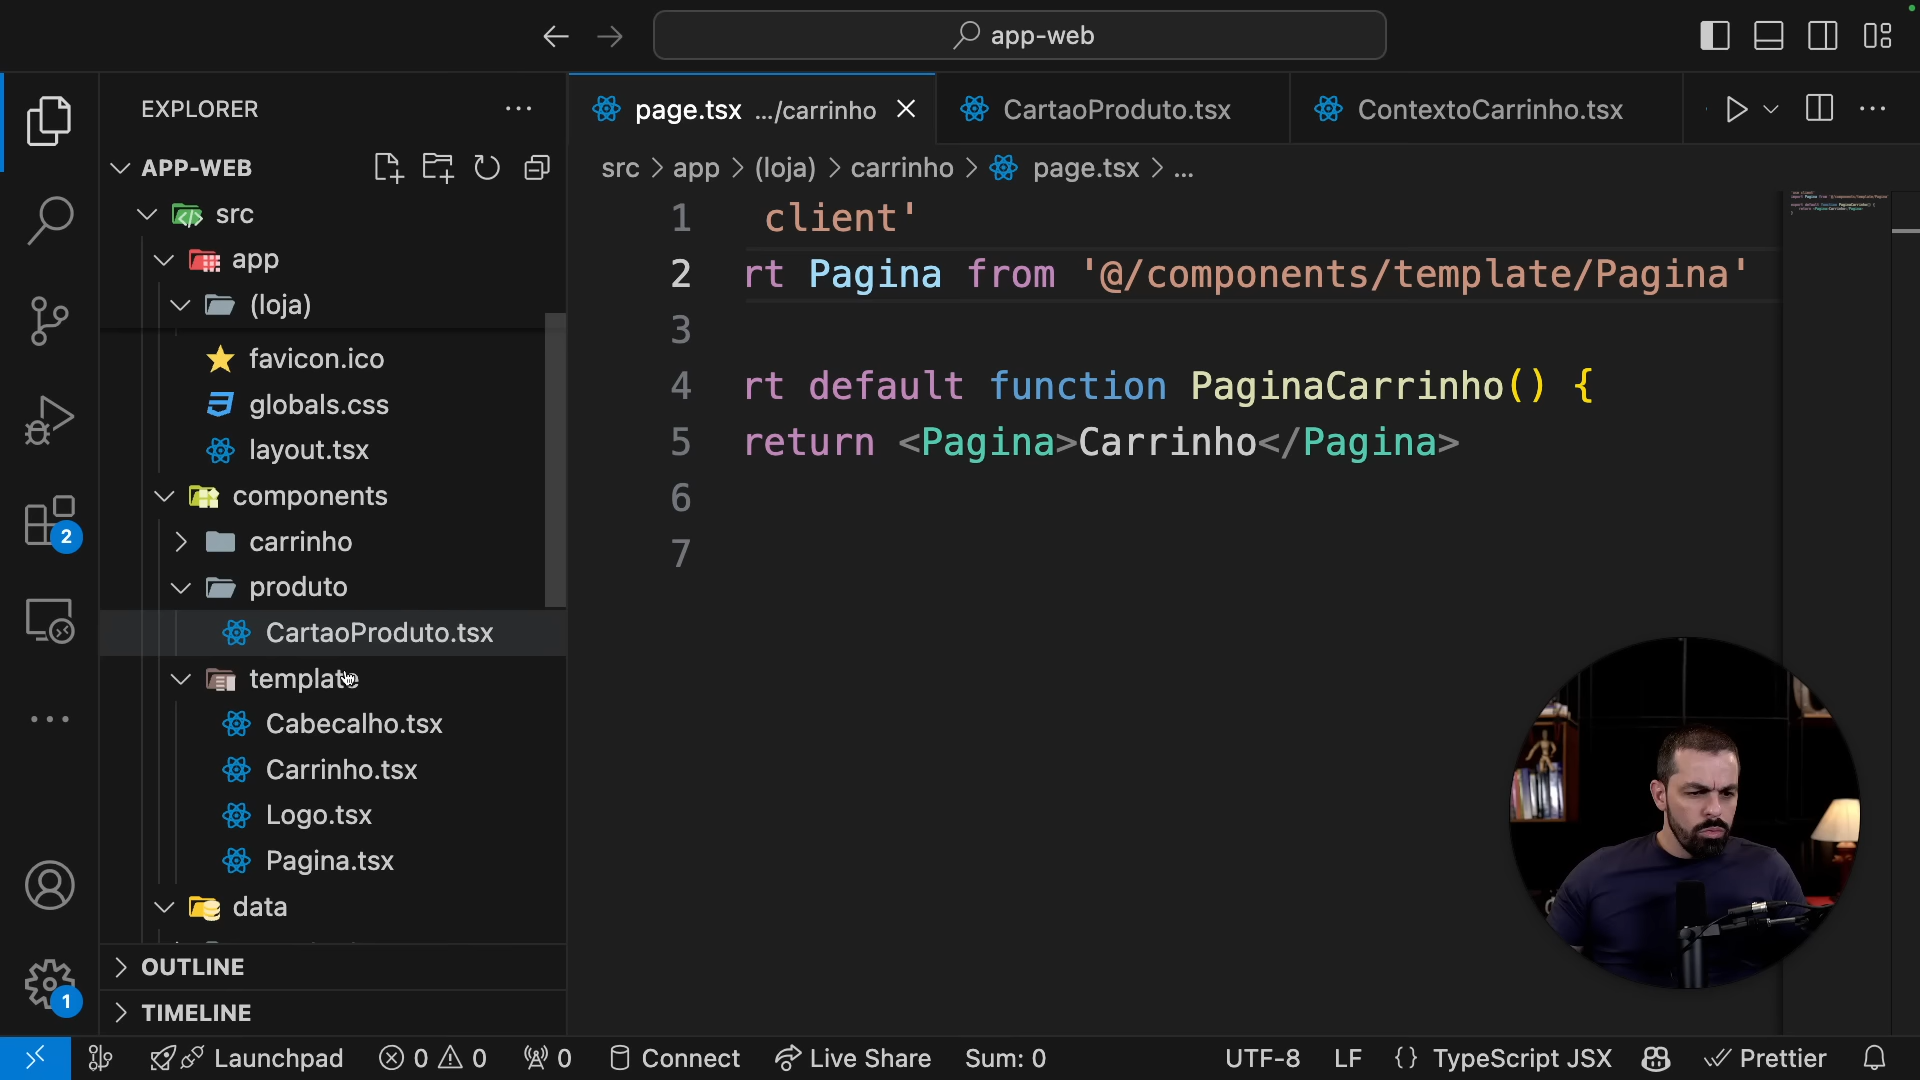 app-web
EXPLORER
APP-WEB
src
app
(loja)
favicon.ico
globals.css
layout.tsx
components
carrinho
produto
CartaoProduto.tsx
template
Cabecalho.tsx
Carrinho.tsx
Logo.tsx
Pagina.tsx
data
OUTLINE
TIMELINE
2
1
page.tsx .../carrinho
CartaoProduto.tsx
ContextoCarrinho.tsx
src > app > (loja) > carrinho > page.tsx > ...
1 client'
2 rt Pagina from '@/components/template/Pagina'
3
4 rt default function PaginaCarrinho() {
5 return <Pagina>Carrinho</Pagina>
6
7
Launchpad 0 0 0 Connect Live Share Sum: 0 UTF-8 LF {} TypeScript JSX Prettier